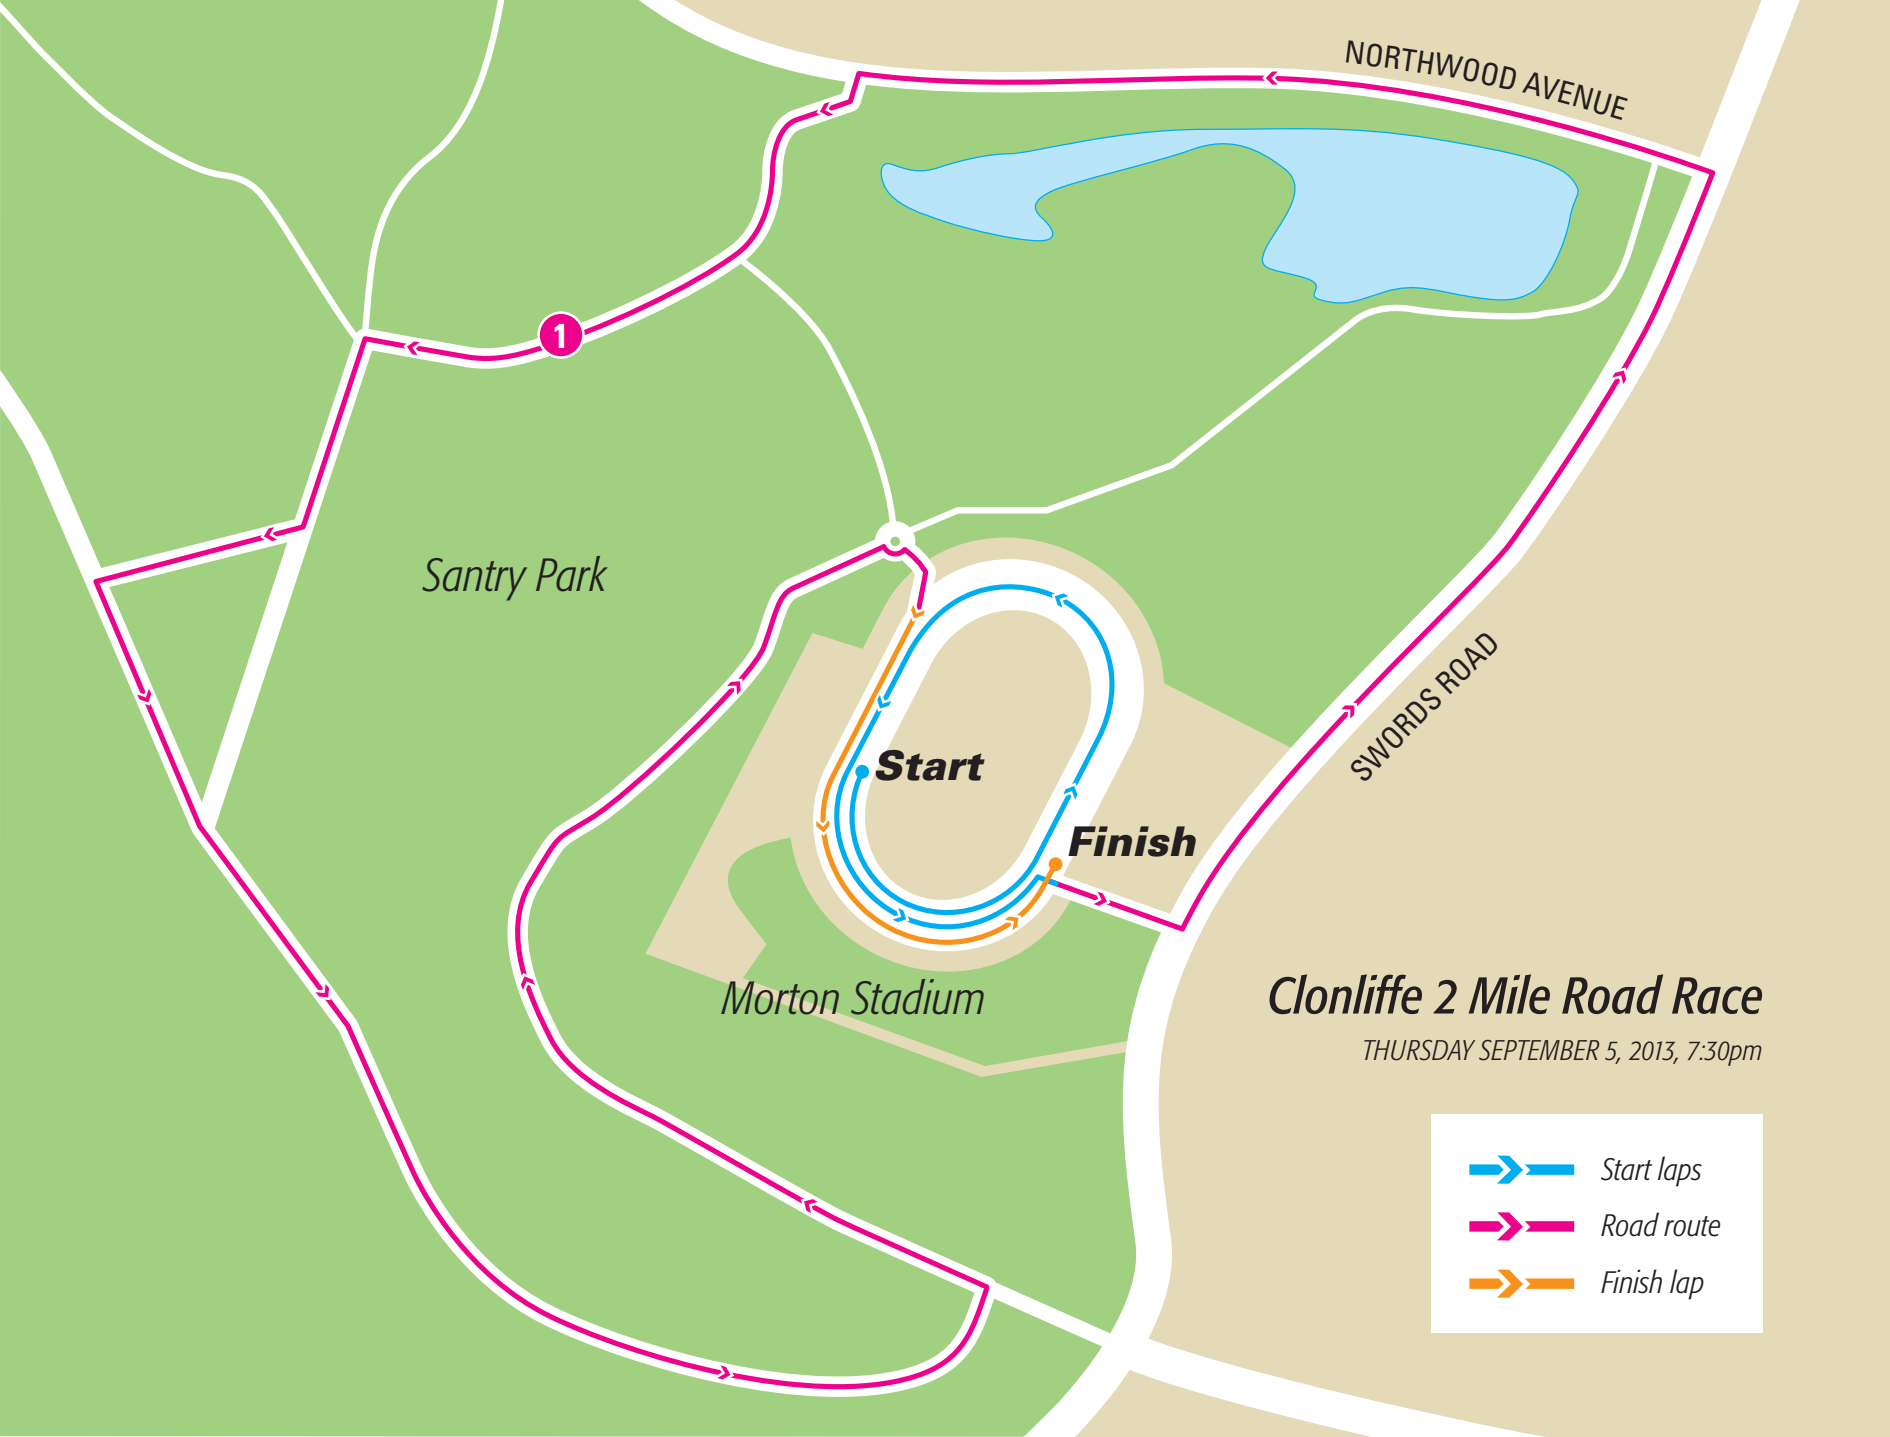 NORTHWOOD AVENUE
1
Santry Park
SWORDS ROAD
Start
Finish
Morton Stadium
Clonliffe 2 Mile Road Race
THURSDAY SEPTEMBER 5, 2013, 7:30pm
Start laps
Road route
Finish lap